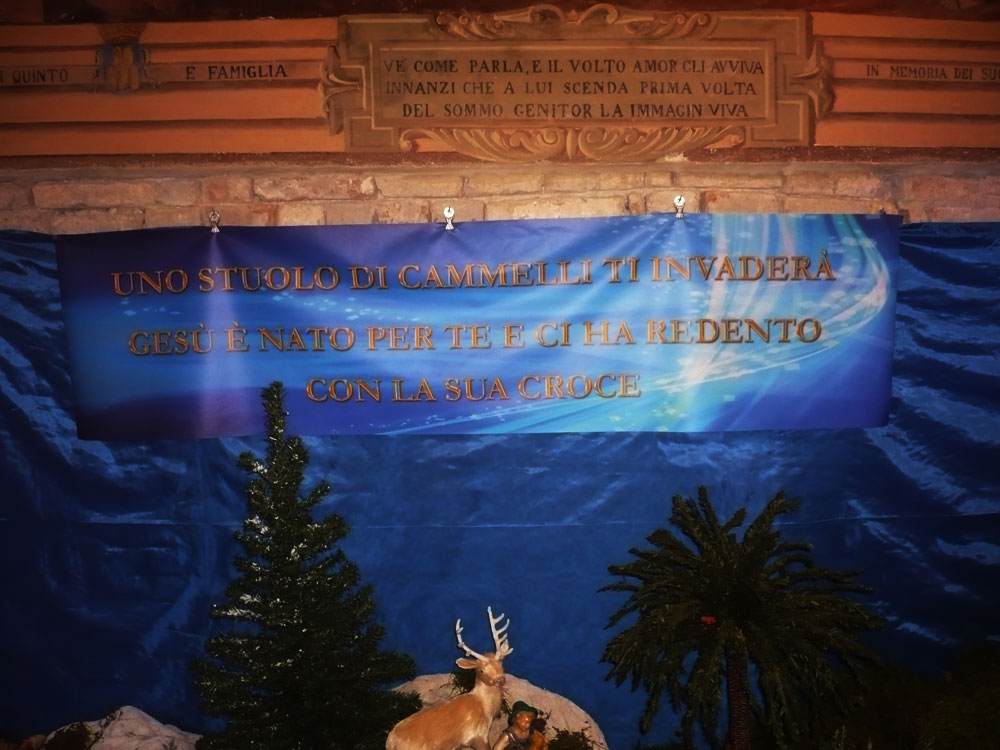 I QUINTO
E FAMIGLIA
VE COME PARLA, E IL VOLTO AMOR GLI AVVIVA
INNANZI CHE A LUI SCENDA PRIMA VOLTA
DEL SOMMO GENITOR LA IMMAGIN VIVA
IN MEMORIA DEI SU
UNO STUOLO DI CAMMELLI TI INVADERÀ
GESÙ È NATO PER TE E CI HA REDENTO
CON LA SUA CROCE